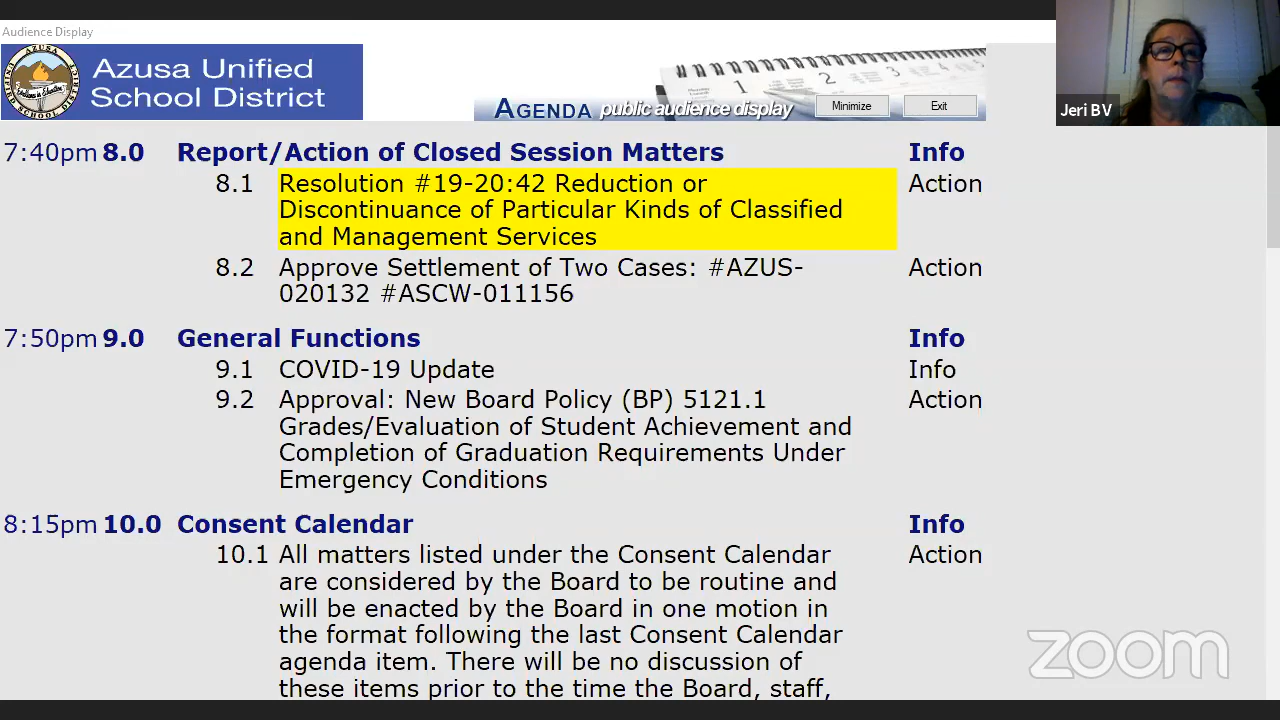 Audience Display
Azusa Unified
School District
AGENDA public audience display
Minimize
Exit
Jeri BV
7:40pm 8.0 Report/Action of Closed Session Matters Info
8.1 Resolution #19-20:42 Reduction or Action
Discontinuance of Particular Kinds of Classified
and Management Services
8.2 Approve Settlement of Two Cases: #AZUS- Action
020132 #ASCW-011156
7:50pm 9.0 General Functions Info
9.1 COVID-19 Update Info
9.2 Approval: New Board Policy (BP) 5121.1 Action
Grades/Evaluation of Student Achievement and
Completion of Graduation Requirements Under
Emergency Conditions
8:15pm 10.0 Consent Calendar Info
10.1 All matters listed under the Consent Calendar Action
are considered by the Board to be routine and
will be enacted by the Board in one motion in
the format following the last Consent Calendar
agenda item. There will be no discussion of
these items prior to the time the Board, staff,
zoom